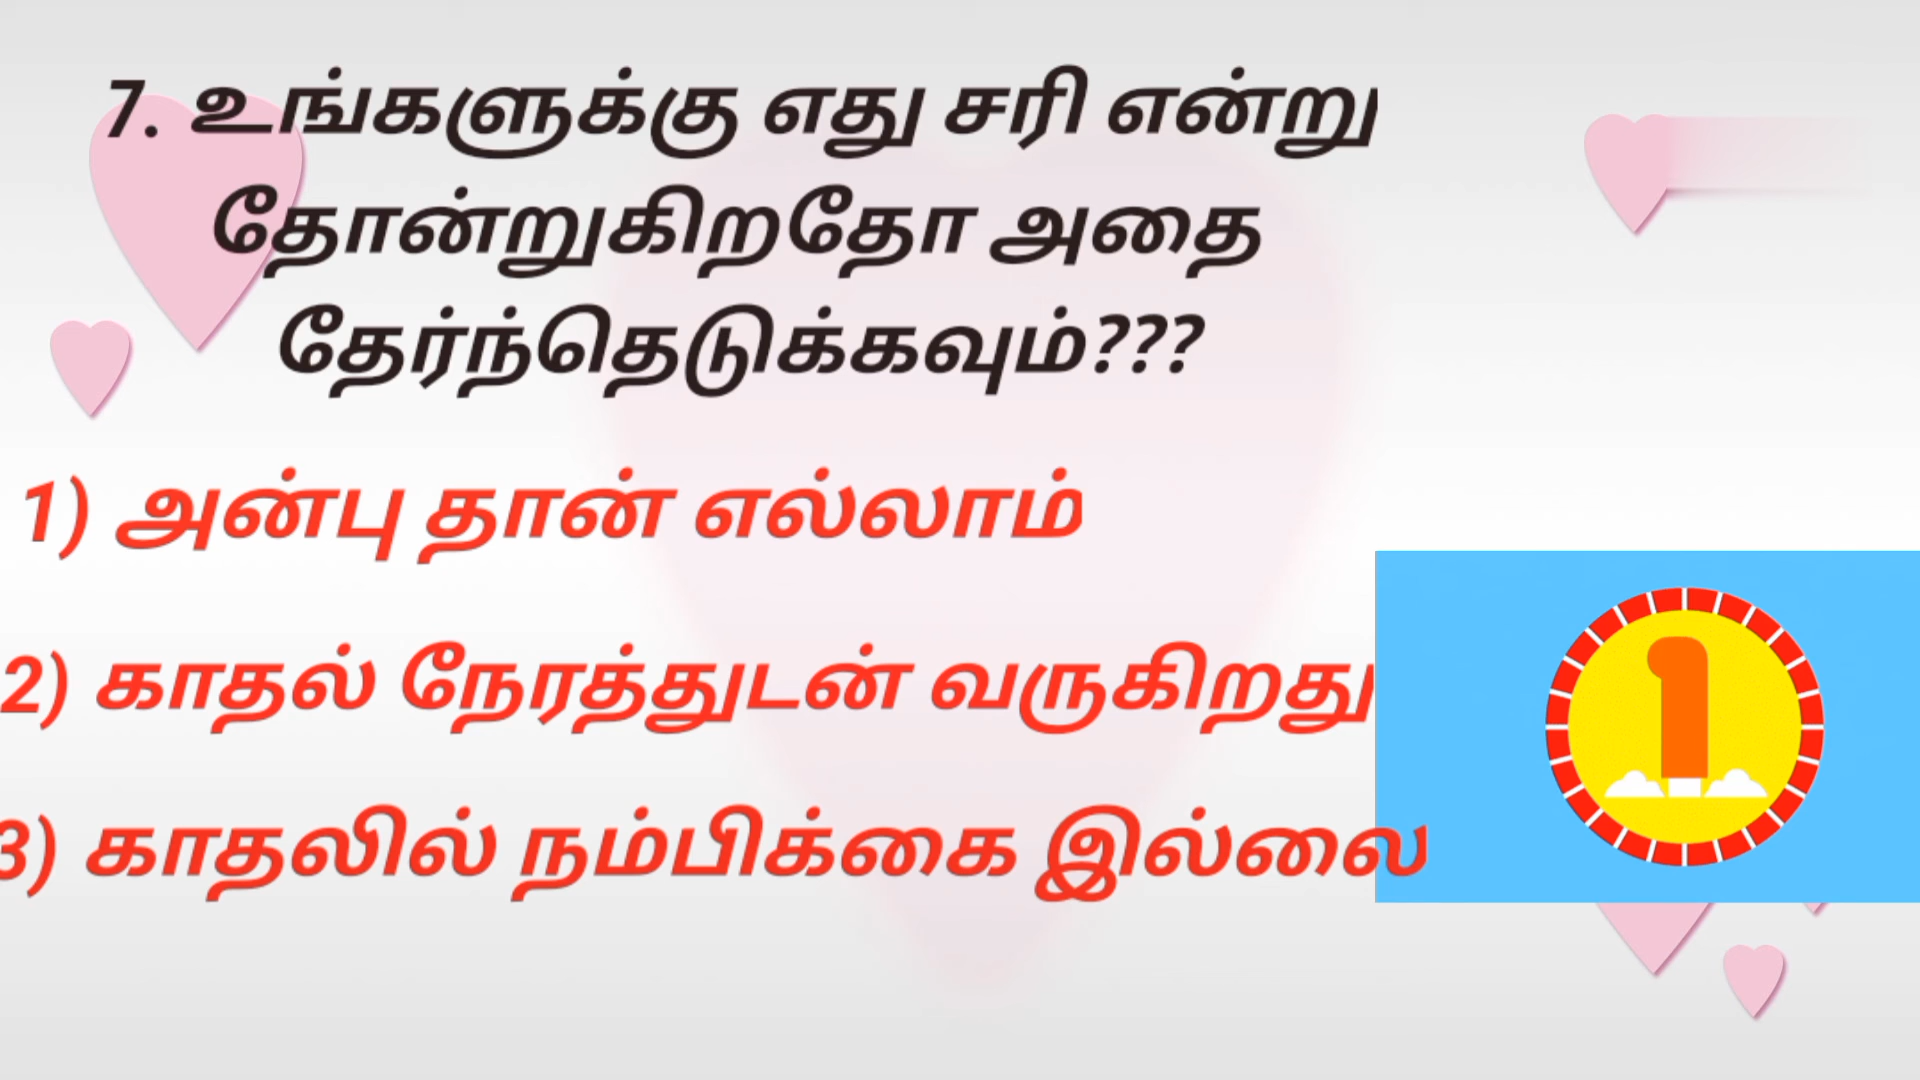 7. உங்களுக்கு எது சரி என்று
தோன்றுகிறதோ அதை
தேர்ந்தெடுக்கவும்???
1) அன்பு தான் எல்லாம்
2) காதல் நேரத்துடன் வருகிறது
3) காதலில் நம்பிக்கை இல்லை
1